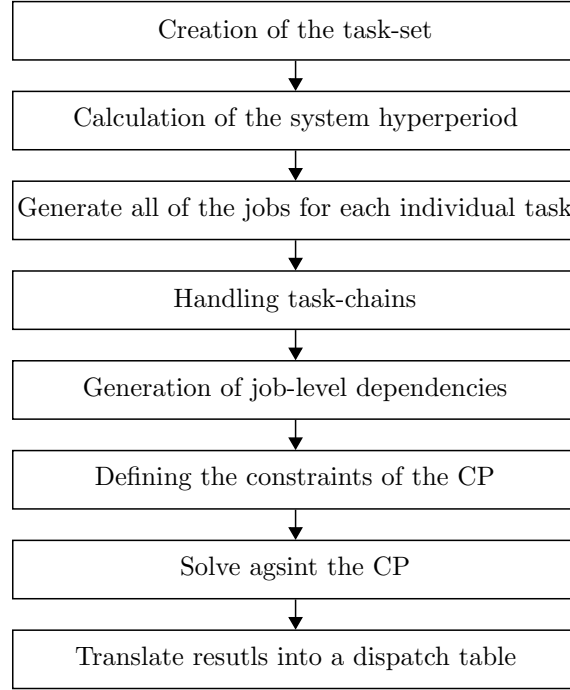 Creation of the task-set
Calculation of the system hyperperiod
Generate all of the jobs for each individual task
Handling task-chains
Generation of job-level dependencies
Defining the constraints of the CP
Solve agsint the CP
Translate resutls into a dispatch table